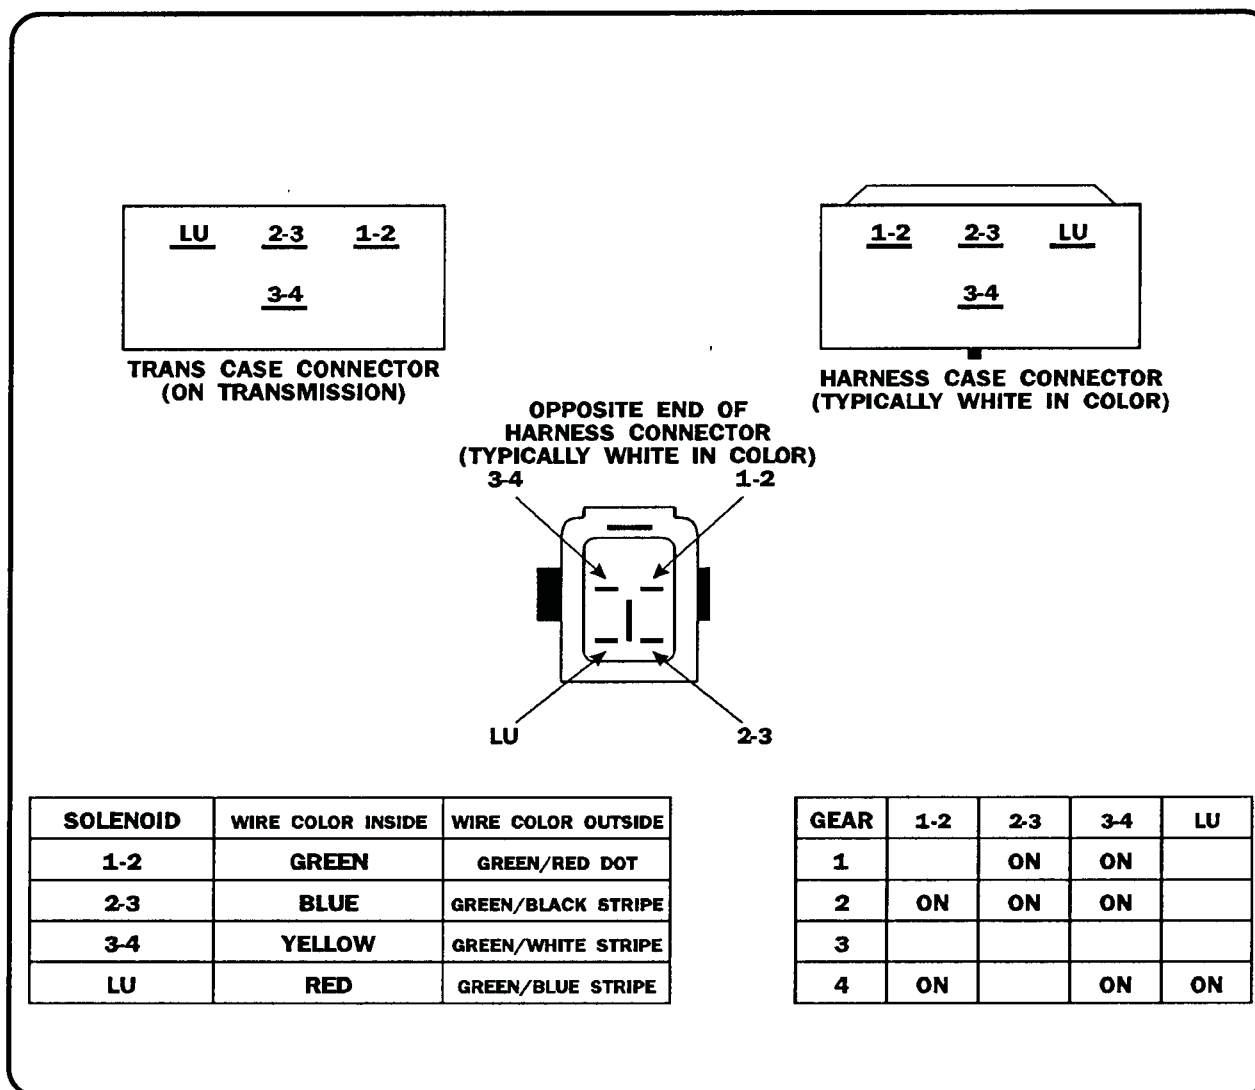 LU 2-3 1-2
3-4
TRANS CASE CONNECTOR
(ON TRANSMISSION)
1-2 2-3 LU
3-4
HARNESS CASE CONNECTOR
(TYPICALLY WHITE IN COLOR)
OPPOSITE END OF
HARNESS CONNECTOR
(TYPICALLY WHITE IN COLOR)
3-4 1-2
LU 2-3
SOLENOID WIRE COLOR INSIDE WIRE COLOR OUTSIDE
1-2 GREEN GREEN/RED DOT
2-3 BLUE GREEN/BLACK STRIPE
3-4 YELLOW GREEN/WHITE STRIPE
LU RED GREEN/BLUE STRIPE
GEAR 1-2 2-3 3-4 LU
1 ON ON
2 ON ON ON
3
4 ON ON ON